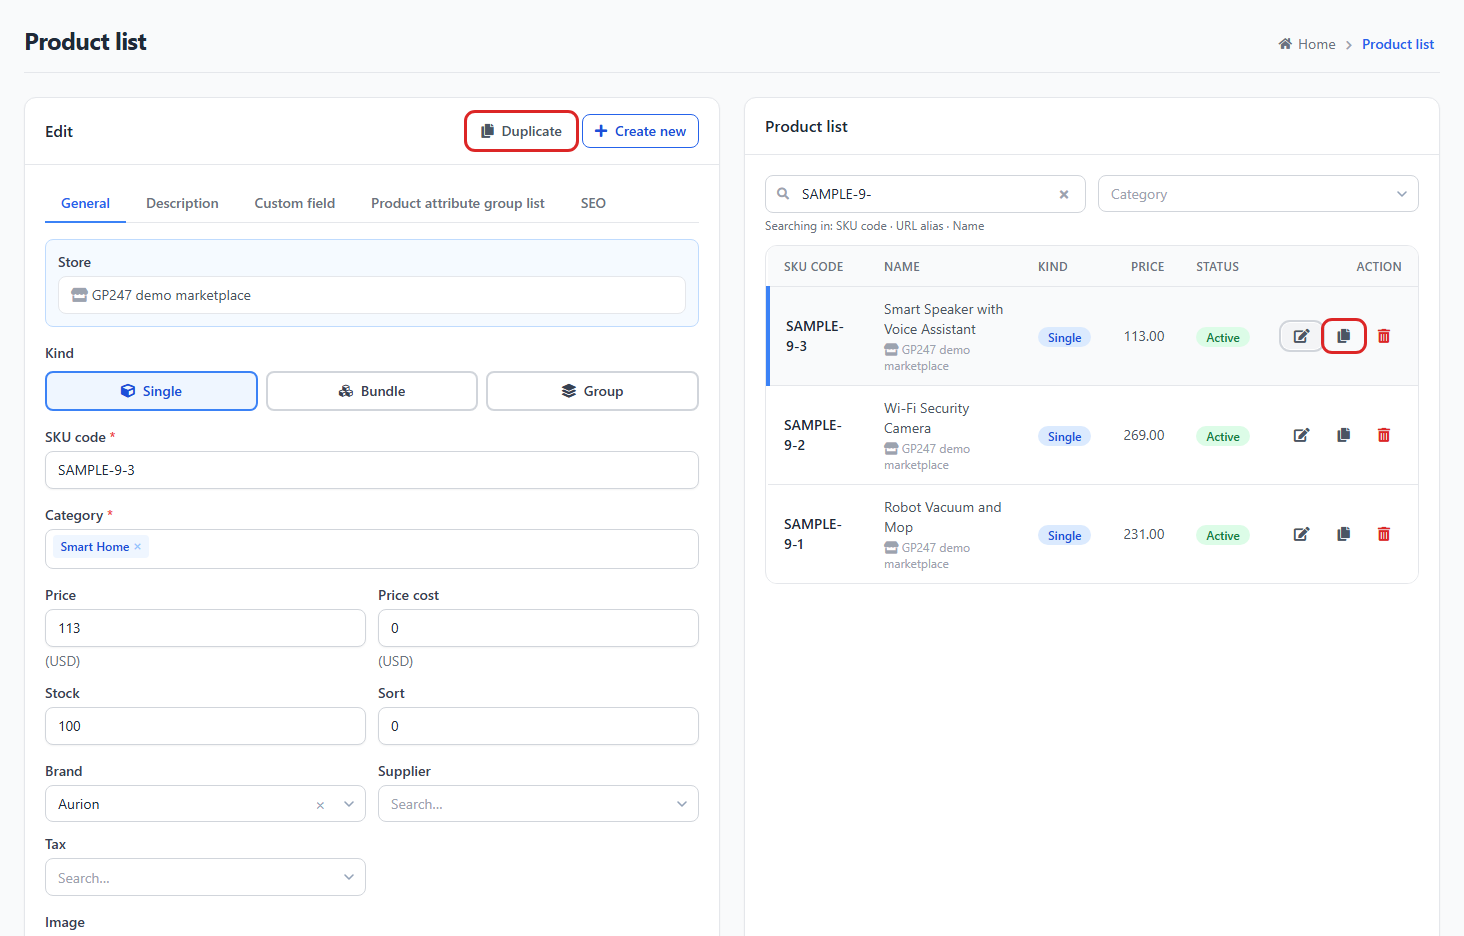 Product list
Home
Product list
Edit
Duplicate
Create new
General
Description
Custom field
Product attribute group list
SEO
Store
GP247 demo marketplace
Kind
Single
Bundle
Group
SKU code *
SAMPLE-9-3
Category *
Smart Home ×
Price
Price cost
113
0
(USD)
(USD)
Stock
Sort
100
0
Brand
Supplier
Aurion
Search...
Tax
Search...
Image
Product list
SAMPLE-9-
Category
Searching in: SKU code · URL alias · Name
SKU CODE
NAME
KIND
PRICE
STATUS
ACTION
SAMPLE-
9-3
Smart Speaker with
Voice Assistant
GP247 demo
marketplace
Single
113.00
Active
SAMPLE-
9-2
Wi-Fi Security
Camera
GP247 demo
marketplace
Single
269.00
Active
SAMPLE-
9-1
Robot Vacuum and
Mop
GP247 demo
marketplace
Single
231.00
Active